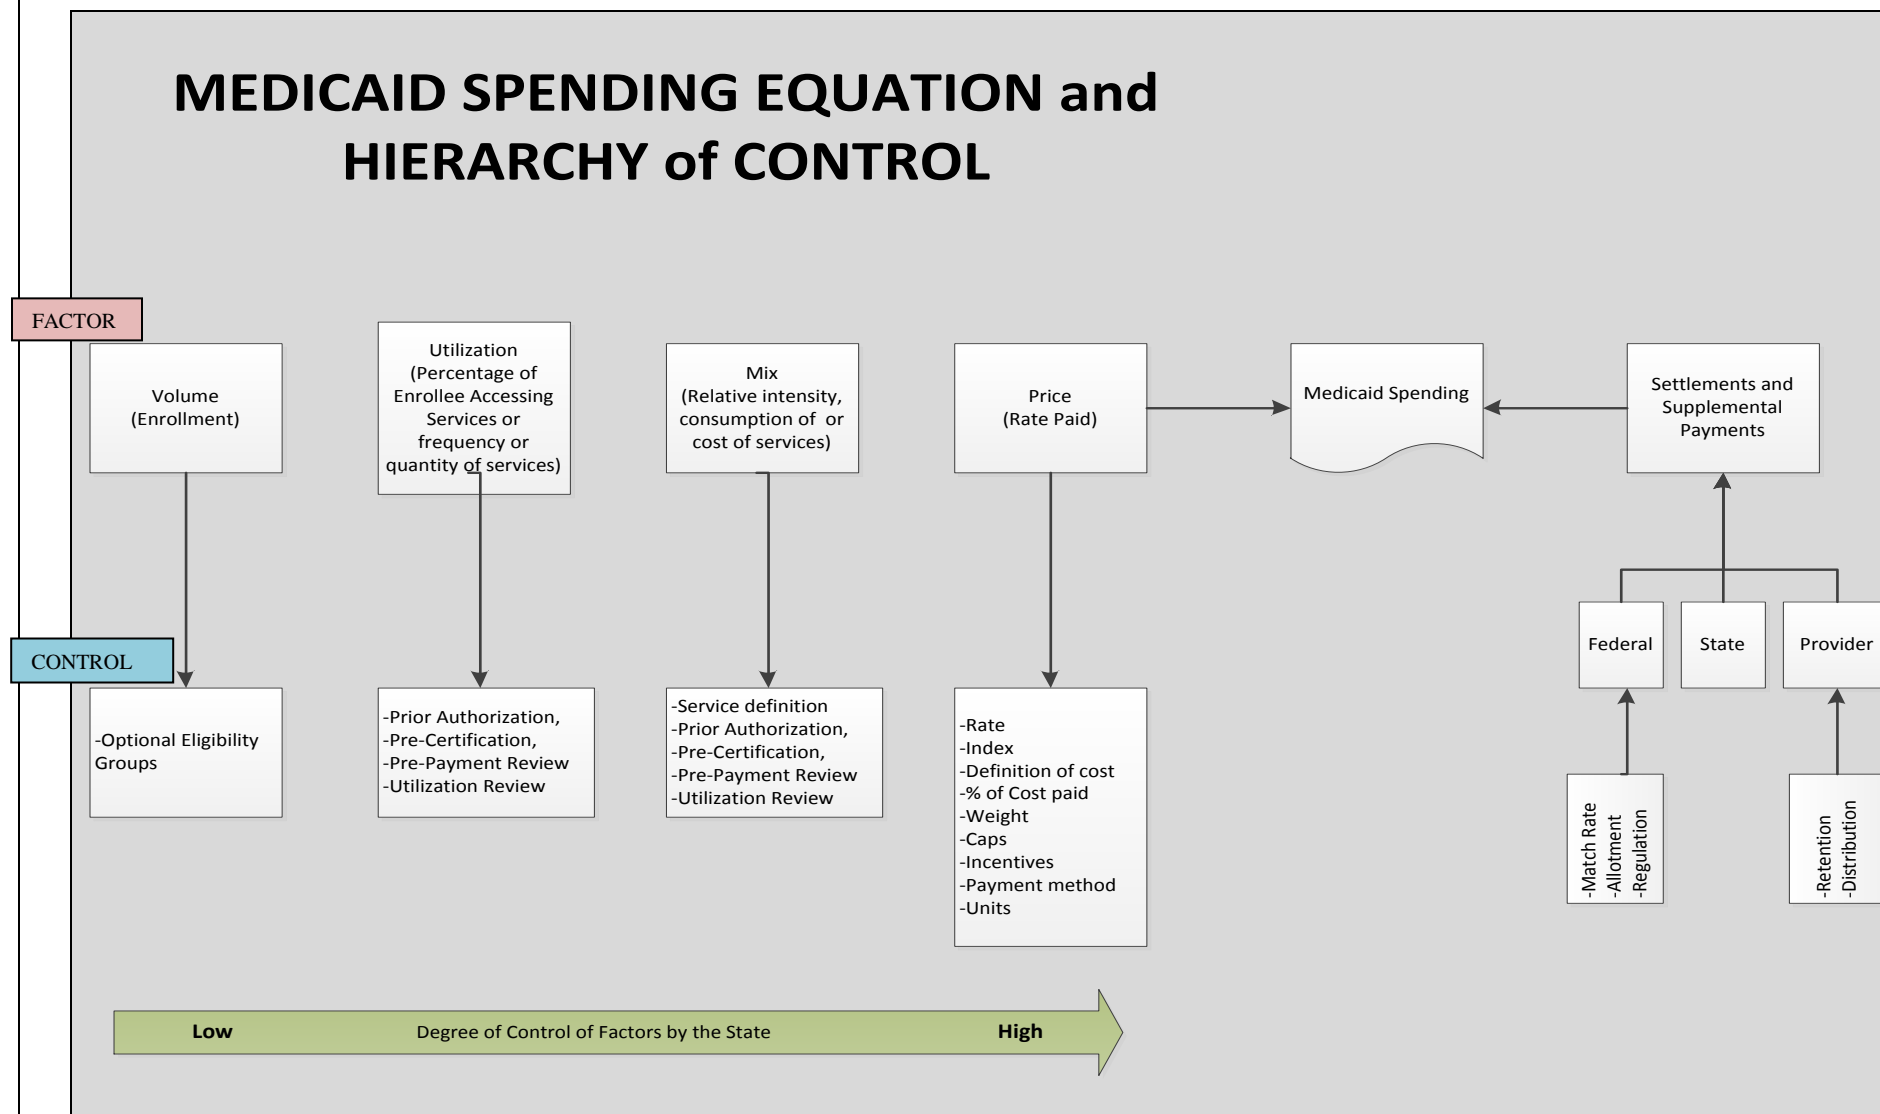 MEDICAID SPENDING EQUATION and
HIERARCHY of CONTROL
FACTOR
Volume
(Enrollment)
Utilization
(Percentage of
Enrollee Accessing
Services or
frequency or
quantity of services)
Mix
(Relative intensity,
consumption of or
cost of services)
Price
(Rate Paid)
Medicaid Spending
Settlements and
Supplemental
Payments
Federal
State
Provider
CONTROL
-Optional Eligibility
Groups
-Prior Authorization,
-Pre-Certification,
-Pre-Payment Review
-Utilization Review
-Service definition
-Prior Authorization,
-Pre-Certification,
-Pre-Payment Review
-Utilization Review
-Rate
-Index
-Definition of cost
-% of Cost paid
-Weight
-Caps
-Incentives
-Payment method
-Units
-Match Rate
-Allotment
-Regulation
-Retention
-Distribution
Low Degree of Control of Factors by the State High